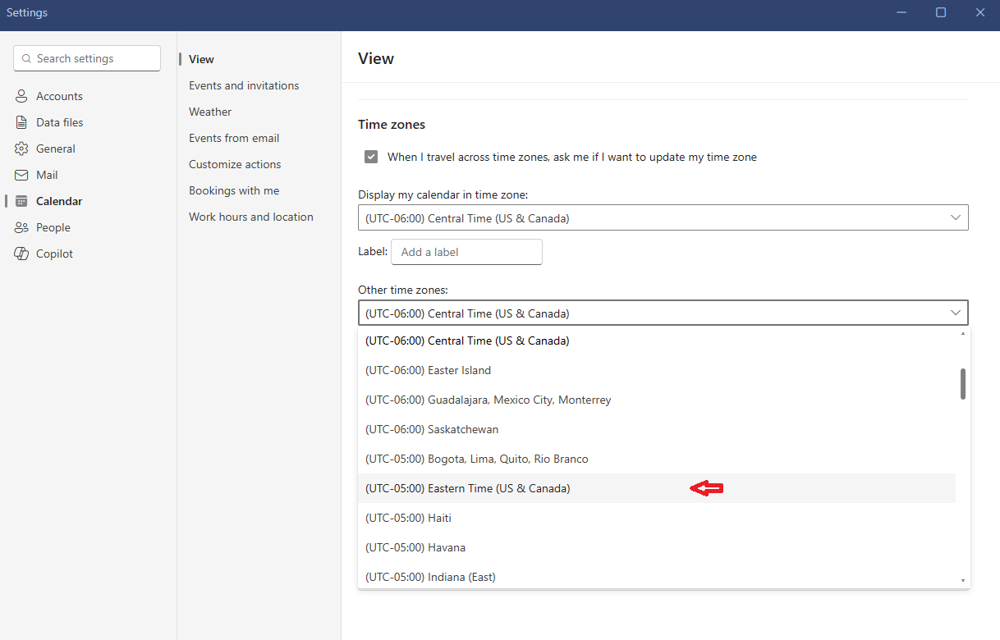 Settings
Search settings
Accounts
Data files
General
Mail
Calendar
People
Copilot
View
Events and invitations
Weather
Events from email
Customize actions
Bookings with me
Work hours and location
View
Time zones
When I travel across time zones, ask me if I want to update my time zone
Display my calendar in time zone:
(UTC-06:00) Central Time (US & Canada)
Label: Add a label
Other time zones:
(UTC-06:00) Central Time (US & Canada)
(UTC-06:00) Central Time (US & Canada)
(UTC-06:00) Easter Island
(UTC-06:00) Guadalajara, Mexico City, Monterrey
(UTC-06:00) Saskatchewan
(UTC-05:00) Bogota, Lima, Quito, Rio Branco
(UTC-05:00) Eastern Time (US & Canada)
(UTC-05:00) Haiti
(UTC-05:00) Havana
(UTC-05:00) Indiana (East)